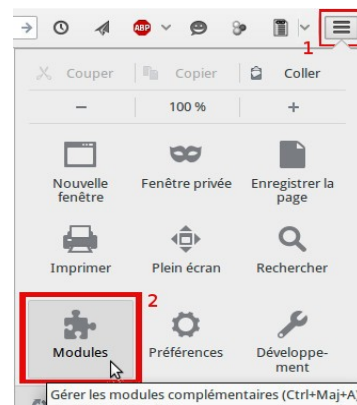 ABP
1
Couper Copier Coller
− 100 % +
Nouvelle
fenêtre
Fenêtre privée
Enregistrer la
page
Imprimer
Plein écran
Rechercher
2
Modules
Préférences
Développe-
ment
Gérer les modules complémentaires (Ctrl+Maj+A)